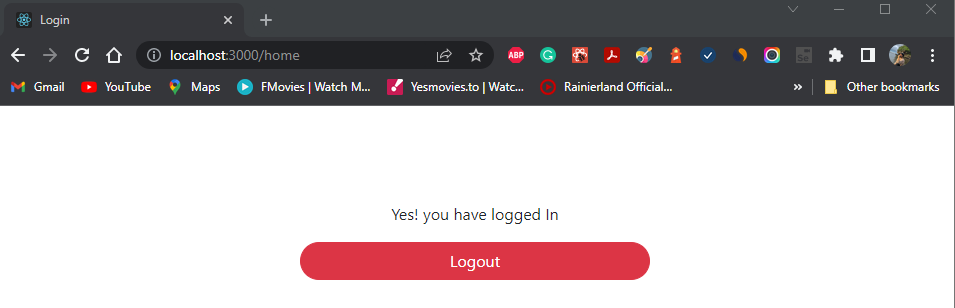 Login
localhost:3000/home
ABP
Se
Gmail YouTube Maps FMovies | Watch M... Yesmovies.to | Watc... Rainierland Official... » Other bookmarks
Yes! you have logged In
Logout